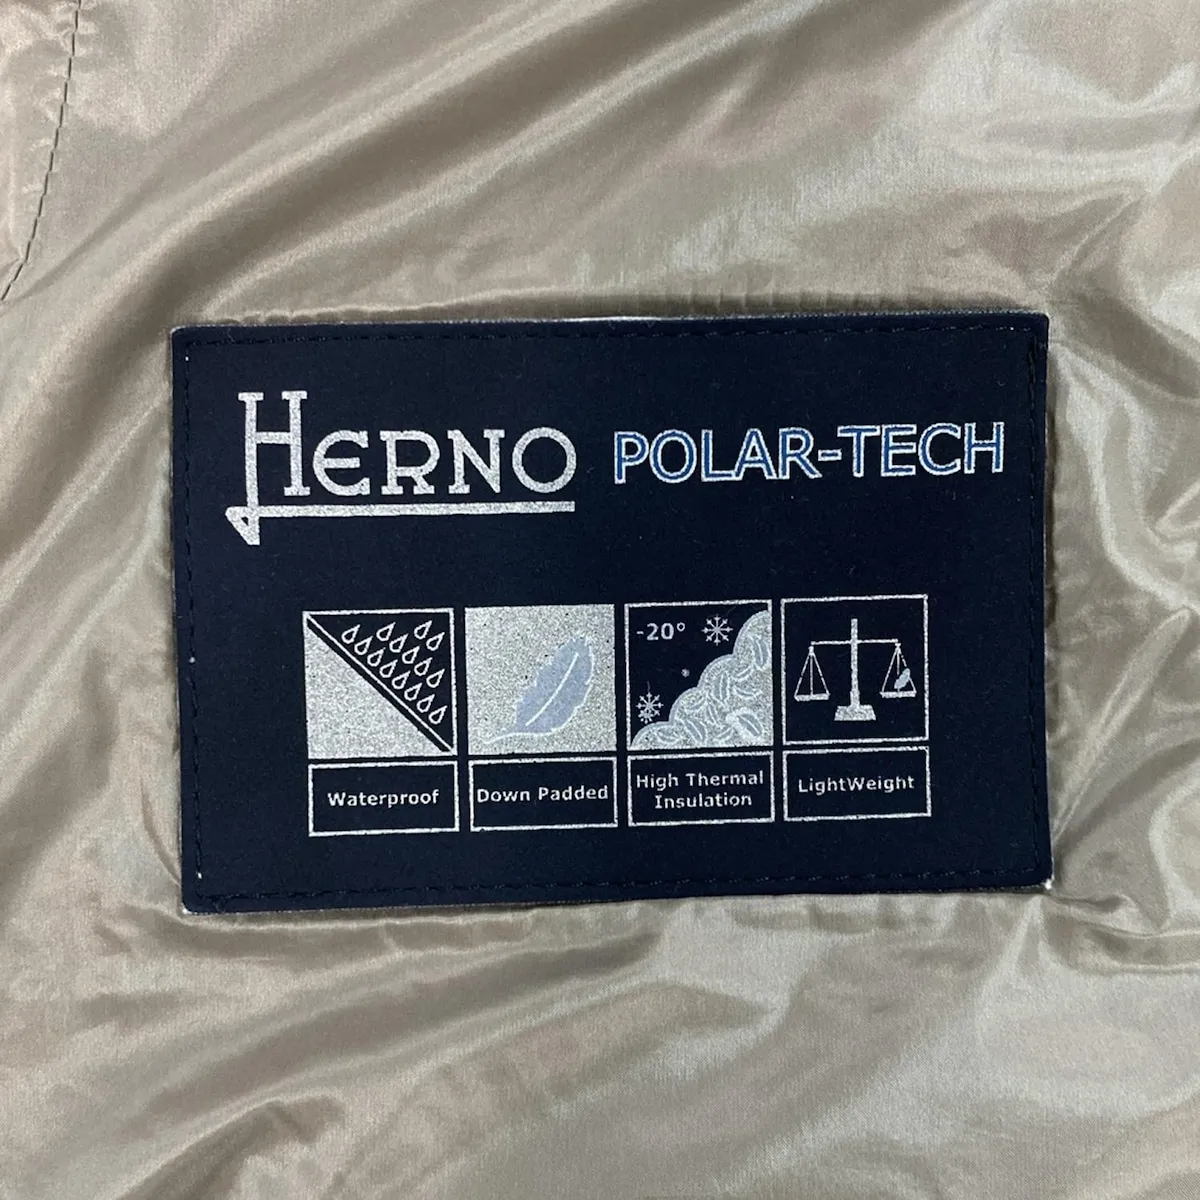 HERNO POLAR-TECH
-20°
Waterproof
Down Padded
High Thermal
Insulation
LightWeight